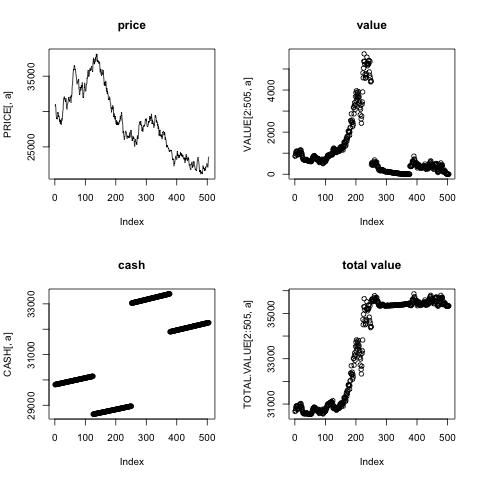 price
value
PRICE[, a]
25000
35000
0 100 200 300 400 500
Index
VALUE[2:505, a]
0
2000
4000
0 100 200 300 400 500
Index
cash
total value
CASH[, a]
29000
31000
33000
0 100 200 300 400 500
Index
TOTAL.VALUE[2:505, a]
31000
33000
35000
0 100 200 300 400 500
Index